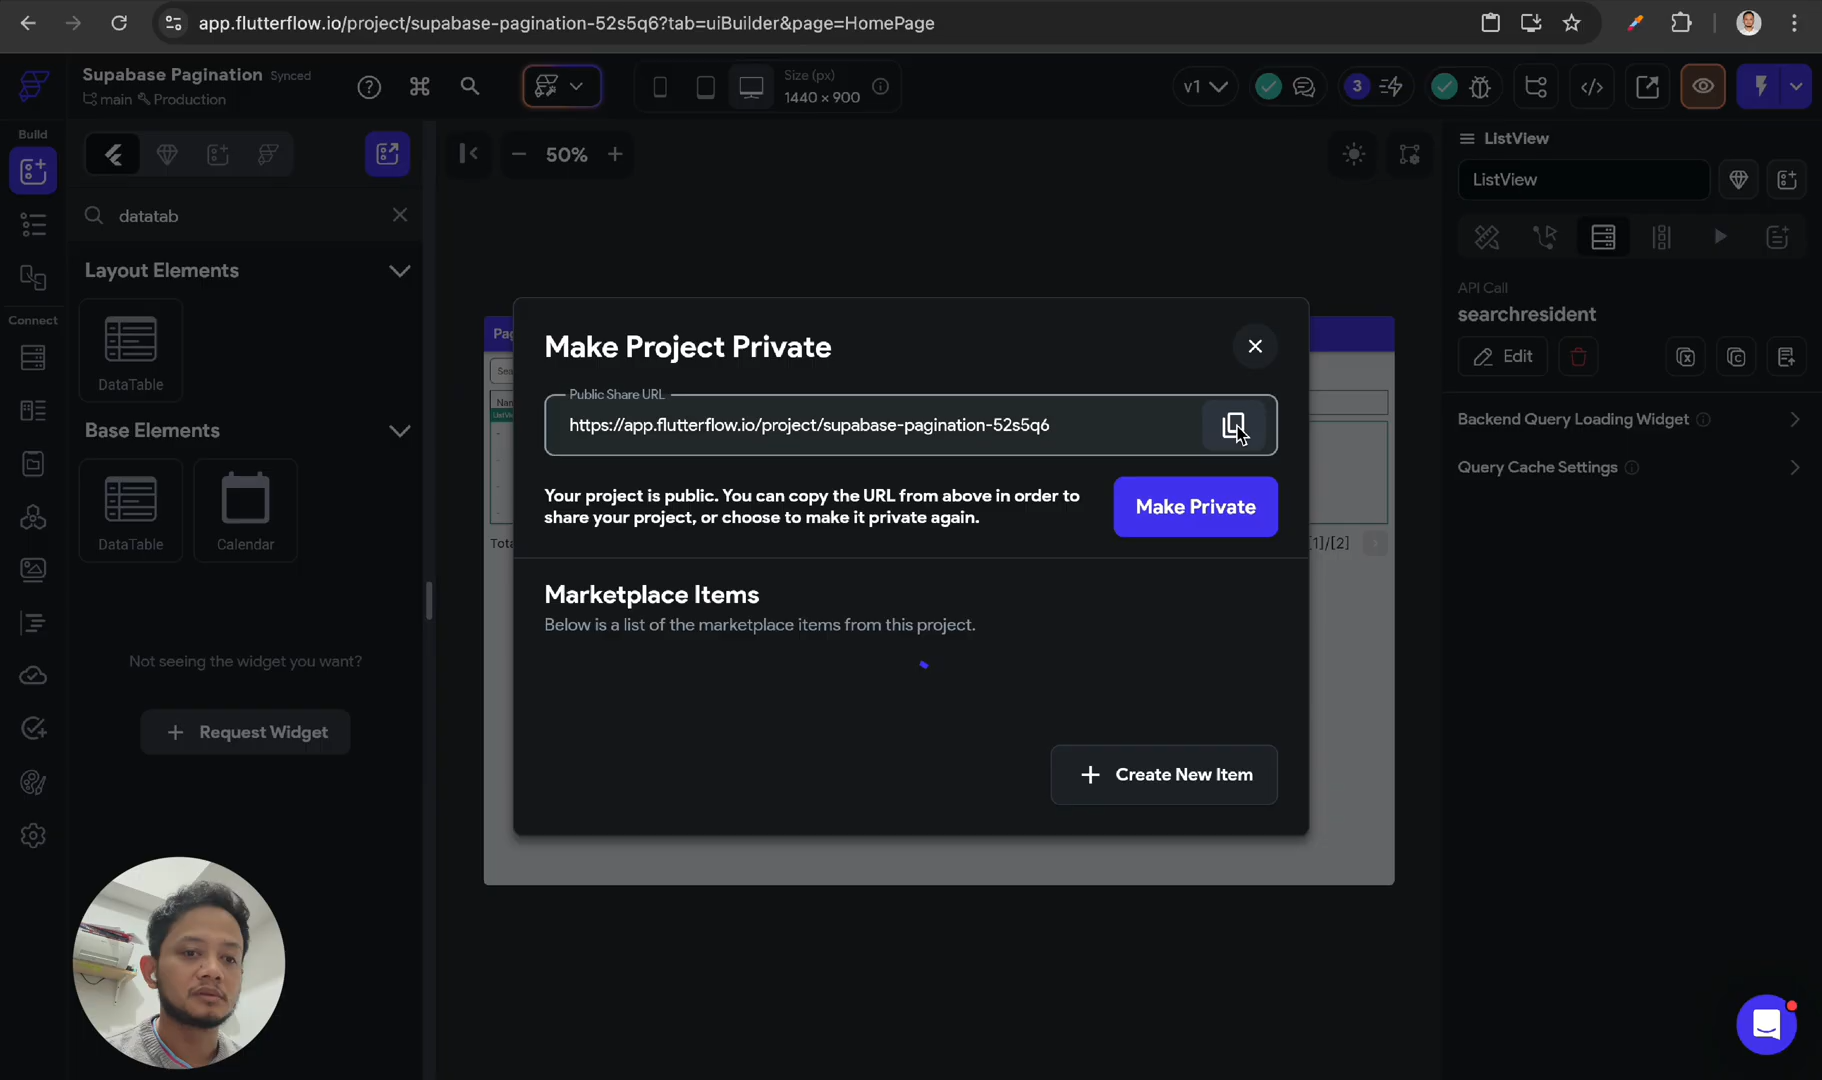 app.flutterflow.io/project/supabase-pagination-52s5q6?tab=uiBuilder&page=HomePage
Supabase Pagination Synced
main Production
Size (px)
1440 × 900
v1
3
Build
50%
ListView
ListView
datatab
Layout Elements
DataTable
Connect
Base Elements
DataTable
Calendar
Not seeing the widget you want?
+ Request Widget
API Call
searchresident
Edit
Backend Query Loading Widget
Query Cache Settings
Pag
Sea
Nam
ListView
Tota
[1]/[2]
Make Project Private
Public Share URL
https://app.flutterflow.io/project/supabase-pagination-52s5q6
Your project is public. You can copy the URL from above in order to
share your project, or choose to make it private again.
Make Private
Marketplace Items
Below is a list of the marketplace items from this project.
+ Create New Item